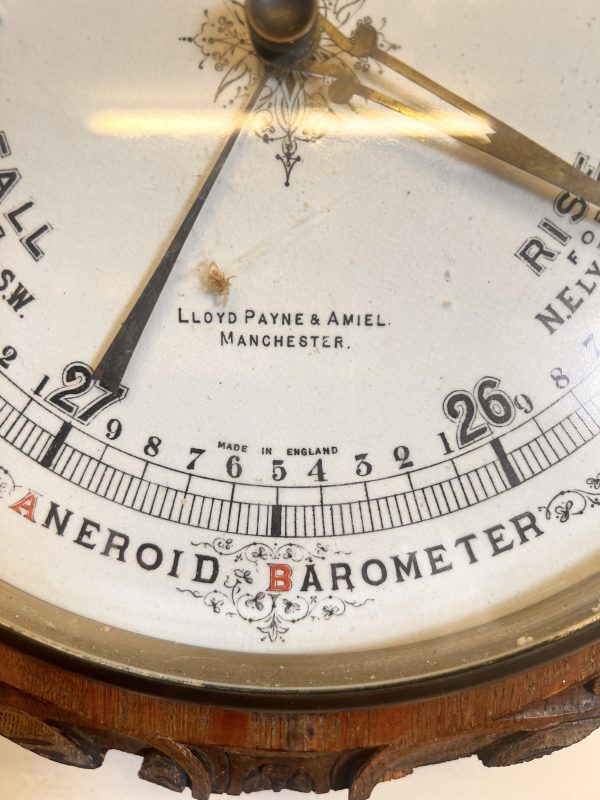 FALL
S.W.
RISE
FOR
N.ELY
LLOYD PAYNE & AMIEL.
MANCHESTER.
MADE IN ENGLAND
2 1 27 9 8 7 6 5 4 3 2 1 26 9 8 7
ANEROID BAROMETER